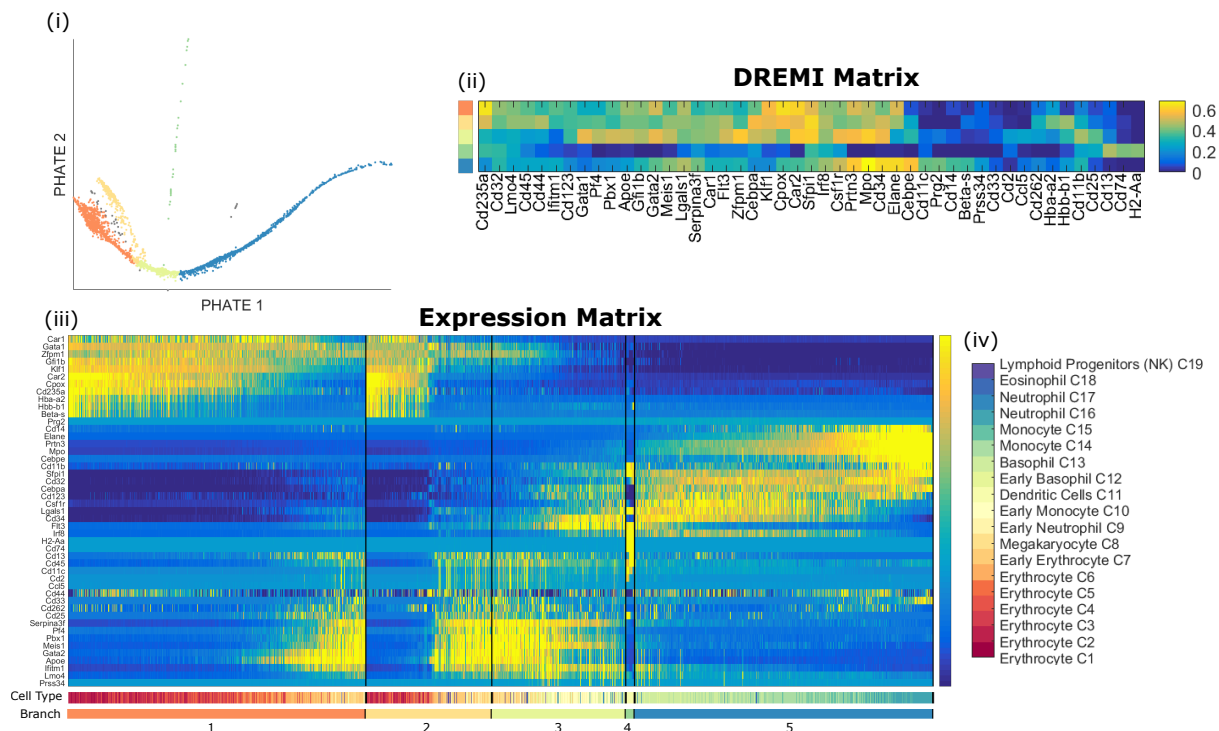 (i)
PHATE 2
PHATE 1
(ii)
DREMI Matrix
0.6
0.4
0.2
0
Cd235a
Cd32
Lmo4
Cd45
Cd44
Ifitm1
Cd123
Gata1
Pf4
Pbx1
Apoe
Gfi1b
Gata2
Meis1
Lgals1
Serpina3f
Car1
Flt3
Zfpm1
Cebpa
Klf1
Cpox
Car2
Sfpi1
Irf8
Csf1r
Prtn3
Mpo
Cd34
Elane
Cebpe
Cd11c
Prg2
Cd14
Beta-s
Prss34
Cd33
Cd2
Ccl5
Cd262
Hba-a2
Hbb-b1
Cd11b
Cd25
Cd13
Cd74
H2-Aa
(iii)
Expression Matrix
Car1
Gata1
Zfpm1
Gfi1b
Klf1
Car2
Cpox
Cd235a
Hba-a2
Hbb-b1
Beta-s
Prg2
Cd14
Elane
Prtn3
Mpo
Cebpe
Cd11b
Sfpi1
Cd32
Cebpa
Cd123
Csf1r
Lgals1
Cd34
Flt3
Irf8
H2-Aa
Cd74
Cd13
Cd45
Cd11c
Cd2
Ccl5
Cd44
Cd33
Cd262
Cd25
Serpina3f
Pf4
Pbx1
Meis1
Gata2
Apoe
Ifitm1
Lmo4
Prss34
Cell Type
Branch
1
2
3
4
5
(iv)
Lymphoid Progenitors (NK) C19
Eosinophil C18
Neutrophil C17
Neutrophil C16
Monocyte C15
Monocyte C14
Basophil C13
Early Basophil C12
Dendritic Cells C11
Early Monocyte C10
Early Neutrophil C9
Megakaryocyte C8
Early Erythrocyte C7
Erythrocyte C6
Erythrocyte C5
Erythrocyte C4
Erythrocyte C3
Erythrocyte C2
Erythrocyte C1